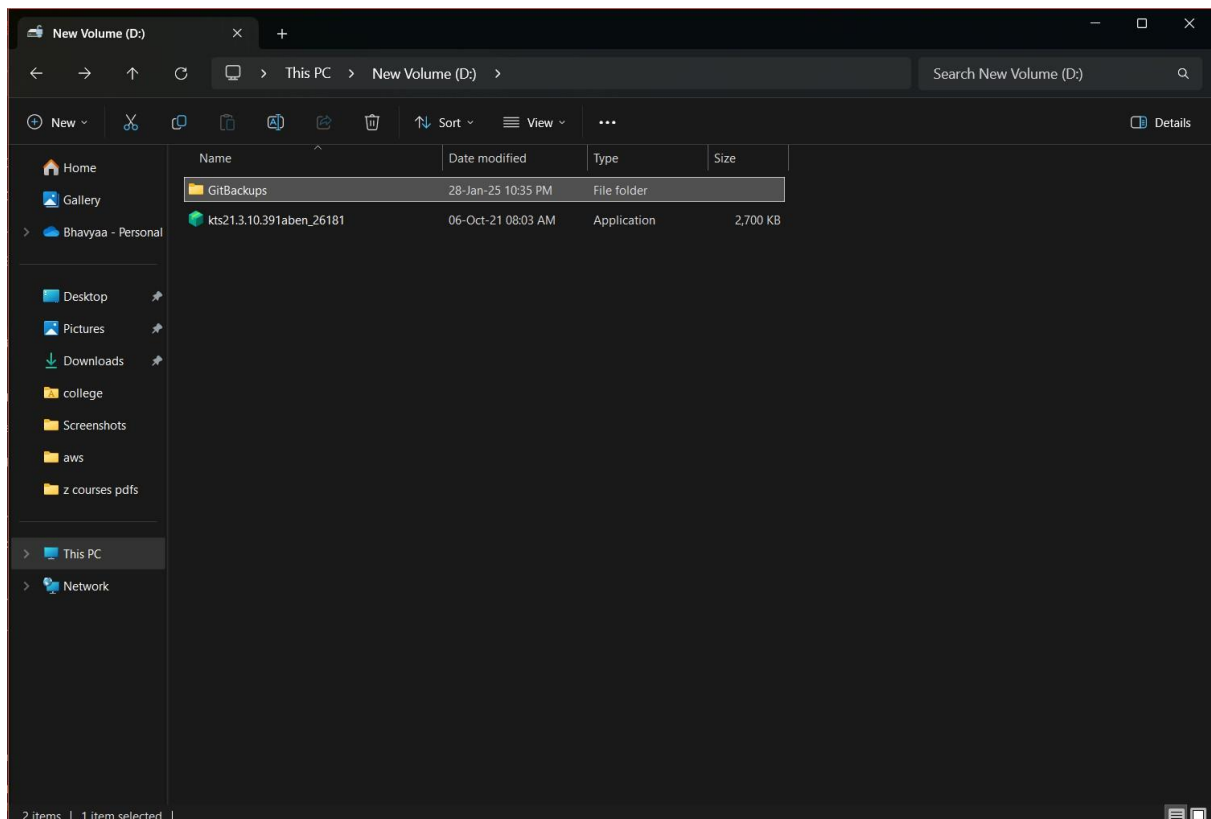 New Volume (D:)
This PC > New Volume (D:) >
Search New Volume (D:)
New
Sort
View
Details
Name
Date modified
Type
Size
GitBackups 28-Jan-25 10:35 PM File folder
kts21.3.10.391aben_26181 06-Oct-21 08:03 AM Application 2,700 KB
Home
Gallery
Bhavyaa - Personal
Desktop
Pictures
Downloads
college
Screenshots
aws
z courses pdfs
This PC
Network
2 items | 1 item selected |